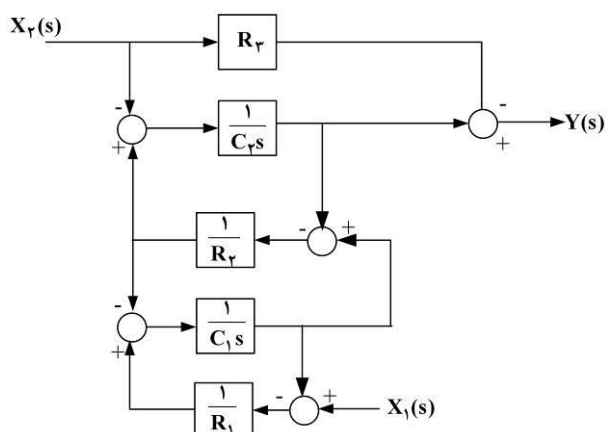 X۲(s)
R۳
-
-
+
۱
C۲s
+
Y(s)
-
+
۱
R۲
-
+
۱
C۱s
-
+
۱
R۱
X۱(s)